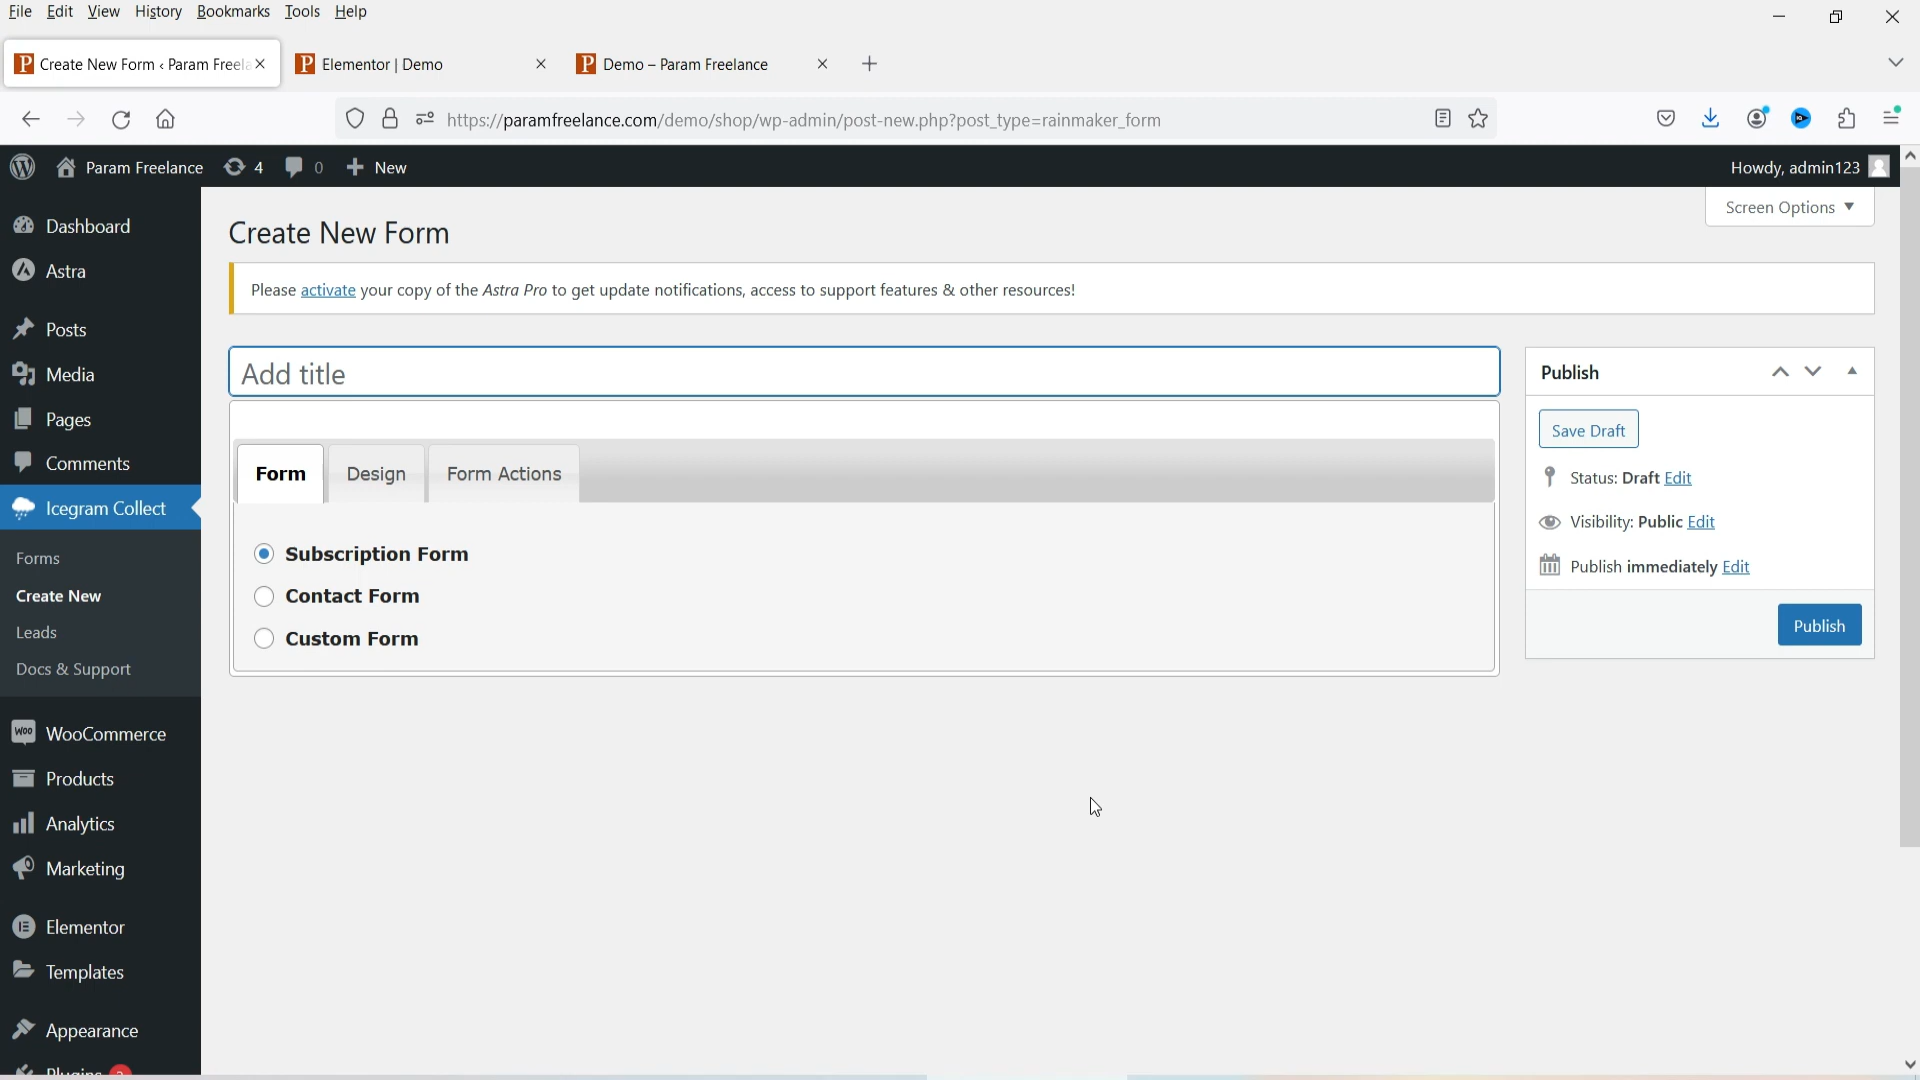 File Edit View History Bookmarks Tools Help
Create New Form ‹ Param Freela
Elementor | Demo
Demo – Param Freelance
https://paramfreelance.com/demo/shop/wp-admin/post-new.php?post_type=rainmaker_form
Param Freelance 4 0 New
Howdy, admin123
Screen Options
Dashboard
Astra
Posts
Media
Pages
Comments
Icegram Collect
Forms
Create New
Leads
Docs & Support
WooCommerce
Products
Analytics
Marketing
Elementor
Templates
Appearance
Create New Form
Please activate your copy of the Astra Pro to get update notifications, access to support features & other resources!
Add title
Form Design Form Actions
Subscription Form
Contact Form
Custom Form
Publish
Save Draft
Status: Draft Edit
Visibility: Public Edit
Publish immediately Edit
Publish